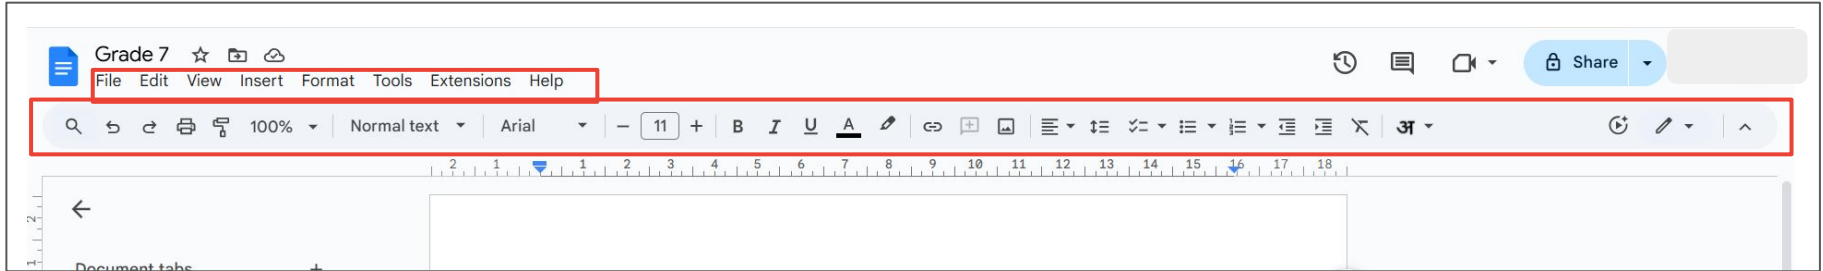 Grade 7
File Edit View Insert Format Tools Extensions Help
Share
100% Normal text Arial − 11 + B I U A अ
2 1 1 2 3 4 5 6 7 8 9 10 11 12 13 14 15 16 17 18
2
1
Document tabs +